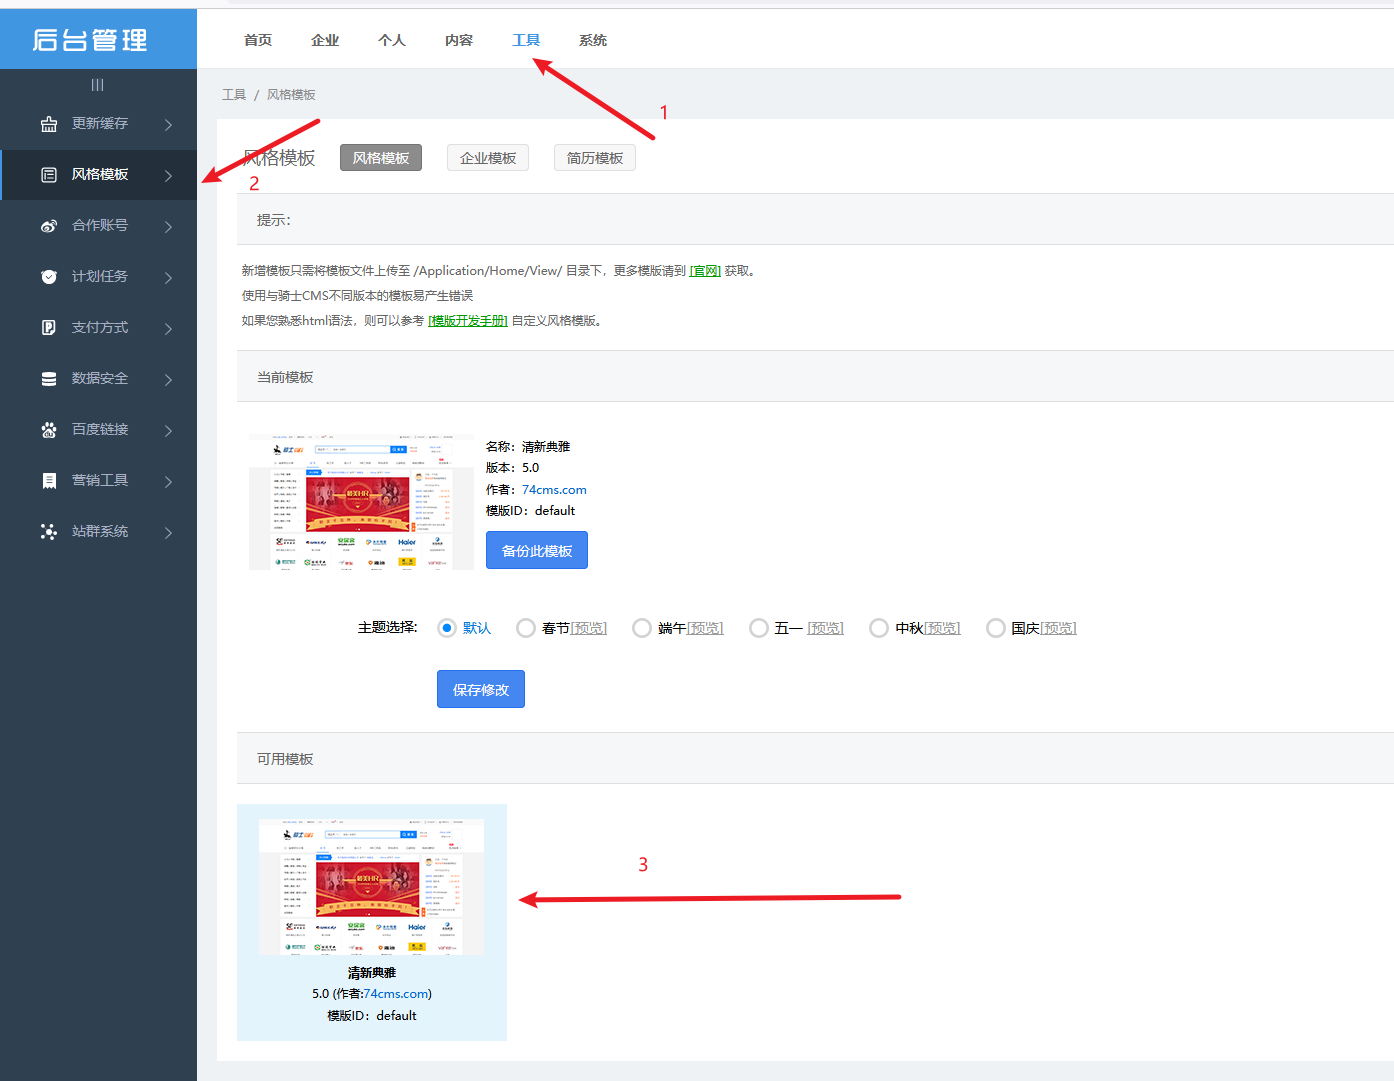 后台管理
首页 企业 个人 内容 工具 系统
1
工具 / 风格模板
更新缓存
风格模板
合作账号
计划任务
支付方式
数据安全
百度链接
营销工具
站群系统
2
风格模板 风格模板 企业模板 简历模板
提示：
新增模板只需将模板文件上传至 /Application/Home/View/ 目录下，更多模版请到 [官网] 获取。
使用与骑士CMS不同版本的模板易产生错误
如果您熟悉html语法，则可以参考 [模版开发手册] 自定义风格模版。
当前模板
名称：清新典雅
版本：5.0
作者：74cms.com
模版ID：default
备份此模板
主题选择: 默认 春节[预览] 端午[预览] 五一 [预览] 中秋[预览] 国庆[预览]
保存修改
可用模板
3
Haier
Haier
清新典雅
5.0 (作者:74cms.com)
模版ID：default